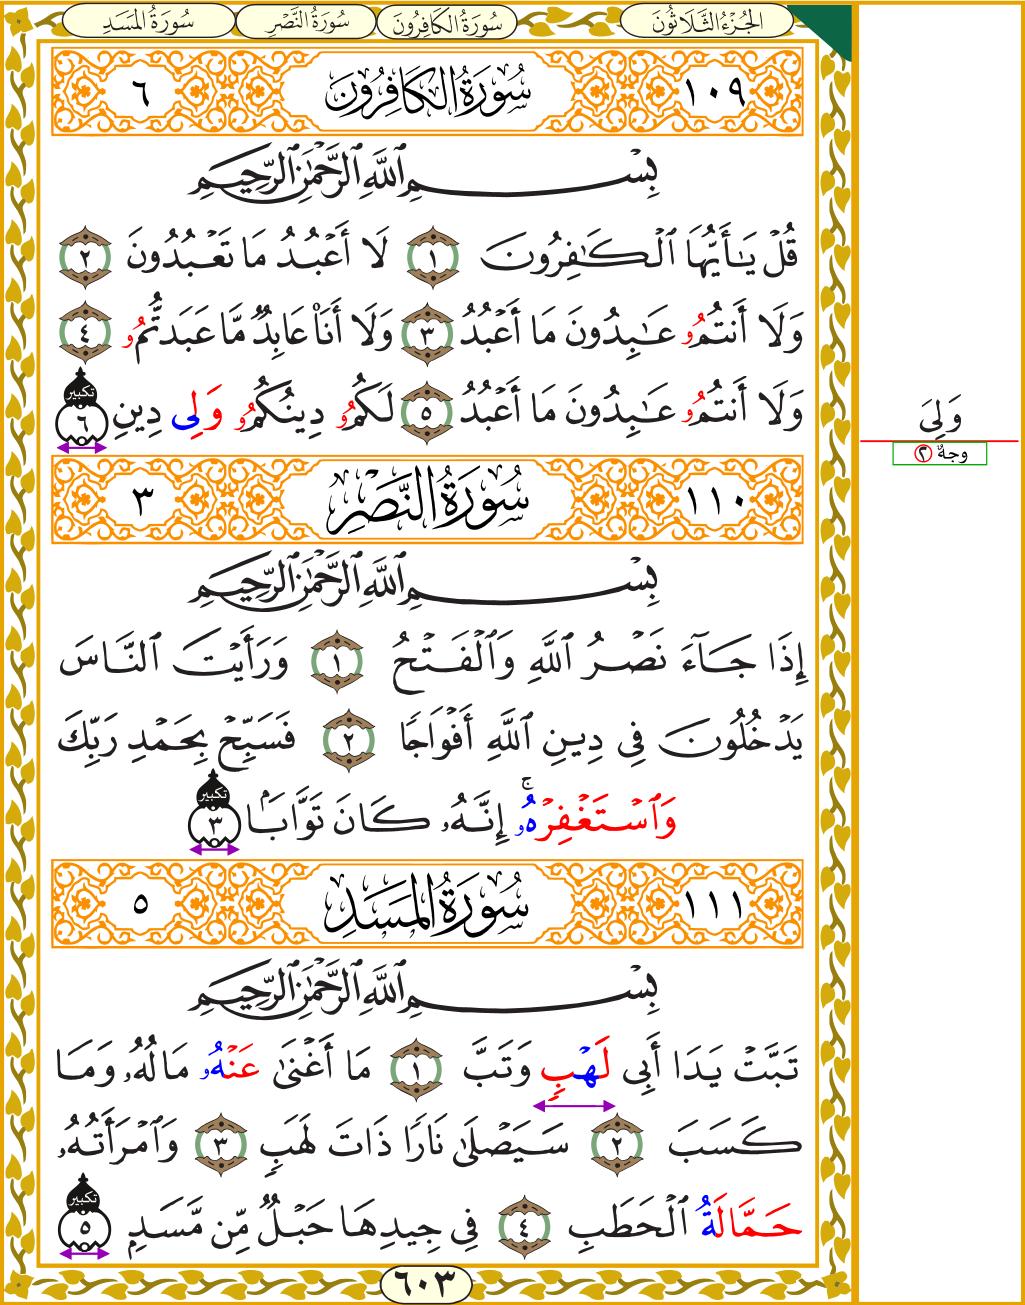 الجُزْءُ الثَّلَاثُونَ سُورَةُ الكَافِرُونَ سُورَةُ النَّصْرِ سُورَةُ المَسَدِ
١٠٩ سُورَةُ الكَافِرُونَ ٦
بِسْمِ ٱللَّهِ ٱلرَّحْمَٰنِ ٱلرَّحِيمِ
قُلْ يَٰٓأَيُّهَا ٱلْكَٰفِرُونَ ١ لَا أَعْبُدُ مَا تَعْبُدُونَ ٢
وَلَا أَنتُمُۥ عَٰبِدُونَ مَا أَعْبُدُ ٣ وَلَا أَنَا۠ عَابِدٌ مَّا عَبَدتُّمُۥ ٤
وَلَا أَنتُمُۥ عَٰبِدُونَ مَا أَعْبُدُ ٥ لَكُمُۥ دِينُكُمُۥ وَلِى دِينِ ٦ تكبير
وَلِىَ
وجهٌ ٢
١١٠ سُورَةُ النَّصْرِ ٣
بِسْمِ ٱللَّهِ ٱلرَّحْمَٰنِ ٱلرَّحِيمِ
إِذَا جَآءَ نَصْرُ ٱللَّهِ وَٱلْفَتْحُ ١ وَرَأَيْتَ ٱلنَّاسَ
يَدْخُلُونَ فِى دِينِ ٱللَّهِ أَفْوَاجًا ٢ فَسَبِّحْ بِحَمْدِ رَبِّكَ
وَٱسْتَغْفِرْهُۥۚ إِنَّهُۥ كَانَ تَوَّابَۢا ٣ تكبير
١١١ سُورَةُ المَسَدِ ٥
بِسْمِ ٱللَّهِ ٱلرَّحْمَٰنِ ٱلرَّحِيمِ
تَبَّتْ يَدَا أَبِى لَهْبٍ وَتَبَّ ١ مَا أَغْنَىٰ عَنْهُۥ مَالُهُۥ وَمَا
كَسَبَ ٢ سَيَصْلَىٰ نَارًا ذَاتَ لَهَبٍ ٣ وَٱمْرَأَتُهُۥ
حَمَّالَةُ ٱلْحَطَبِ ٤ فِى جِيدِهَا حَبْلٌ مِّن مَّسَدٍ ٥ تكبير
٦٠٣